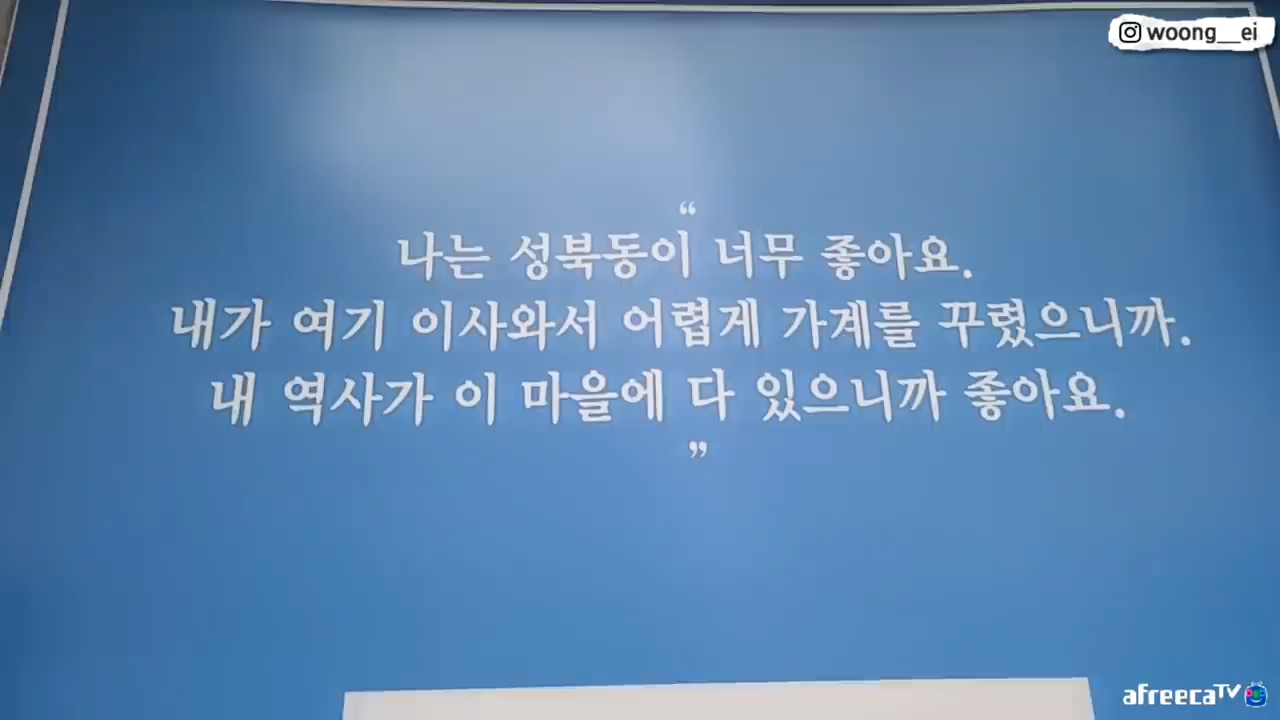 woong__ei
“
나는 성북동이 너무 좋아요.
내가 여기 이사와서 어렵게 가계를 꾸렸으니까.
내 역사가 이 마을에 다 있으니까 좋아요.
”
afreecaTV